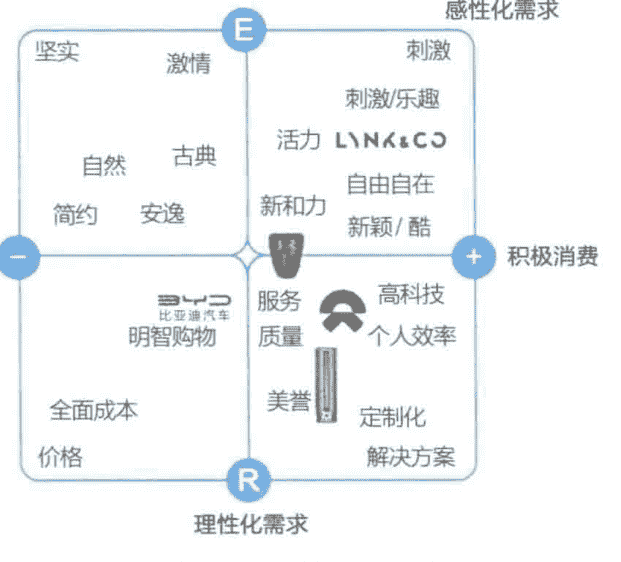 感性化需求
E
坚实
激情
刺激
刺激/乐趣
活力 LYNK&CO
自然
古典
自由自在
简约
安逸
新和力
新颖/酷
−
+
积极消费
BYD
比亚迪汽车
服务
高科技
明智购物
质量
个人效率
美誉
全面成本
定制化
价格
解决方案
R
理性化需求